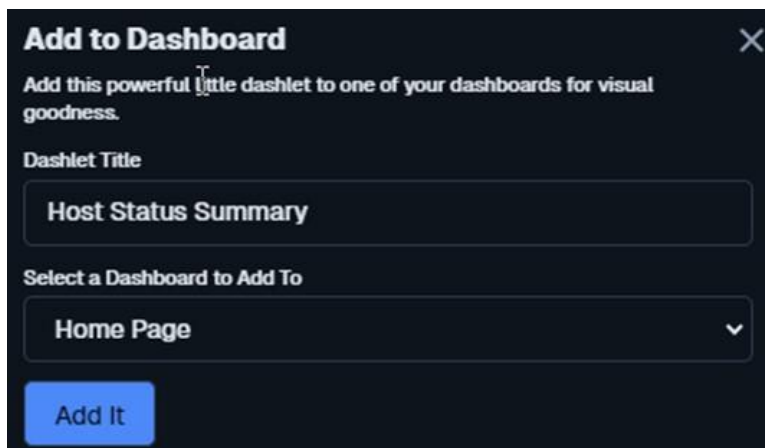 Add to Dashboard
Add this powerful little dashlet to one of your dashboards for visual
goodness.
Dashlet Title
Host Status Summary
Select a Dashboard to Add To
Home Page
Add It